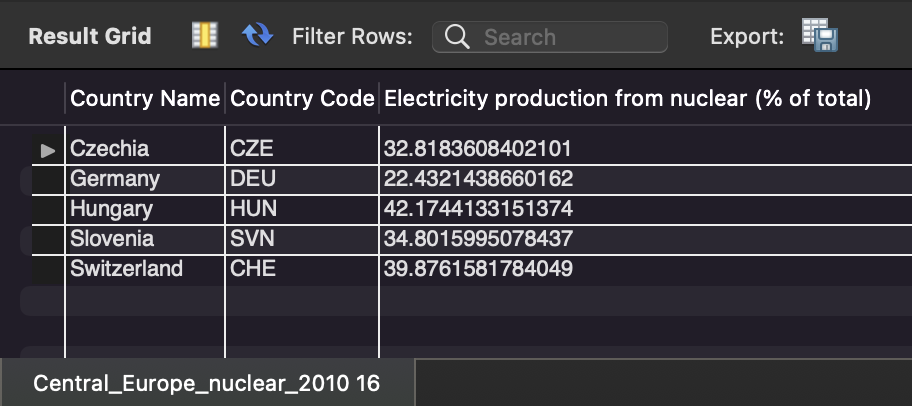 Result Grid Filter Rows: Search Export:
Country Name Country Code Electricity production from nuclear (% of total)
Czechia CZE 32.8183608402101
Germany DEU 22.4321438660162
Hungary HUN 42.1744133151374
Slovenia SVN 34.8015995078437
Switzerland CHE 39.8761581784049
Central_Europe_nuclear_2010 16